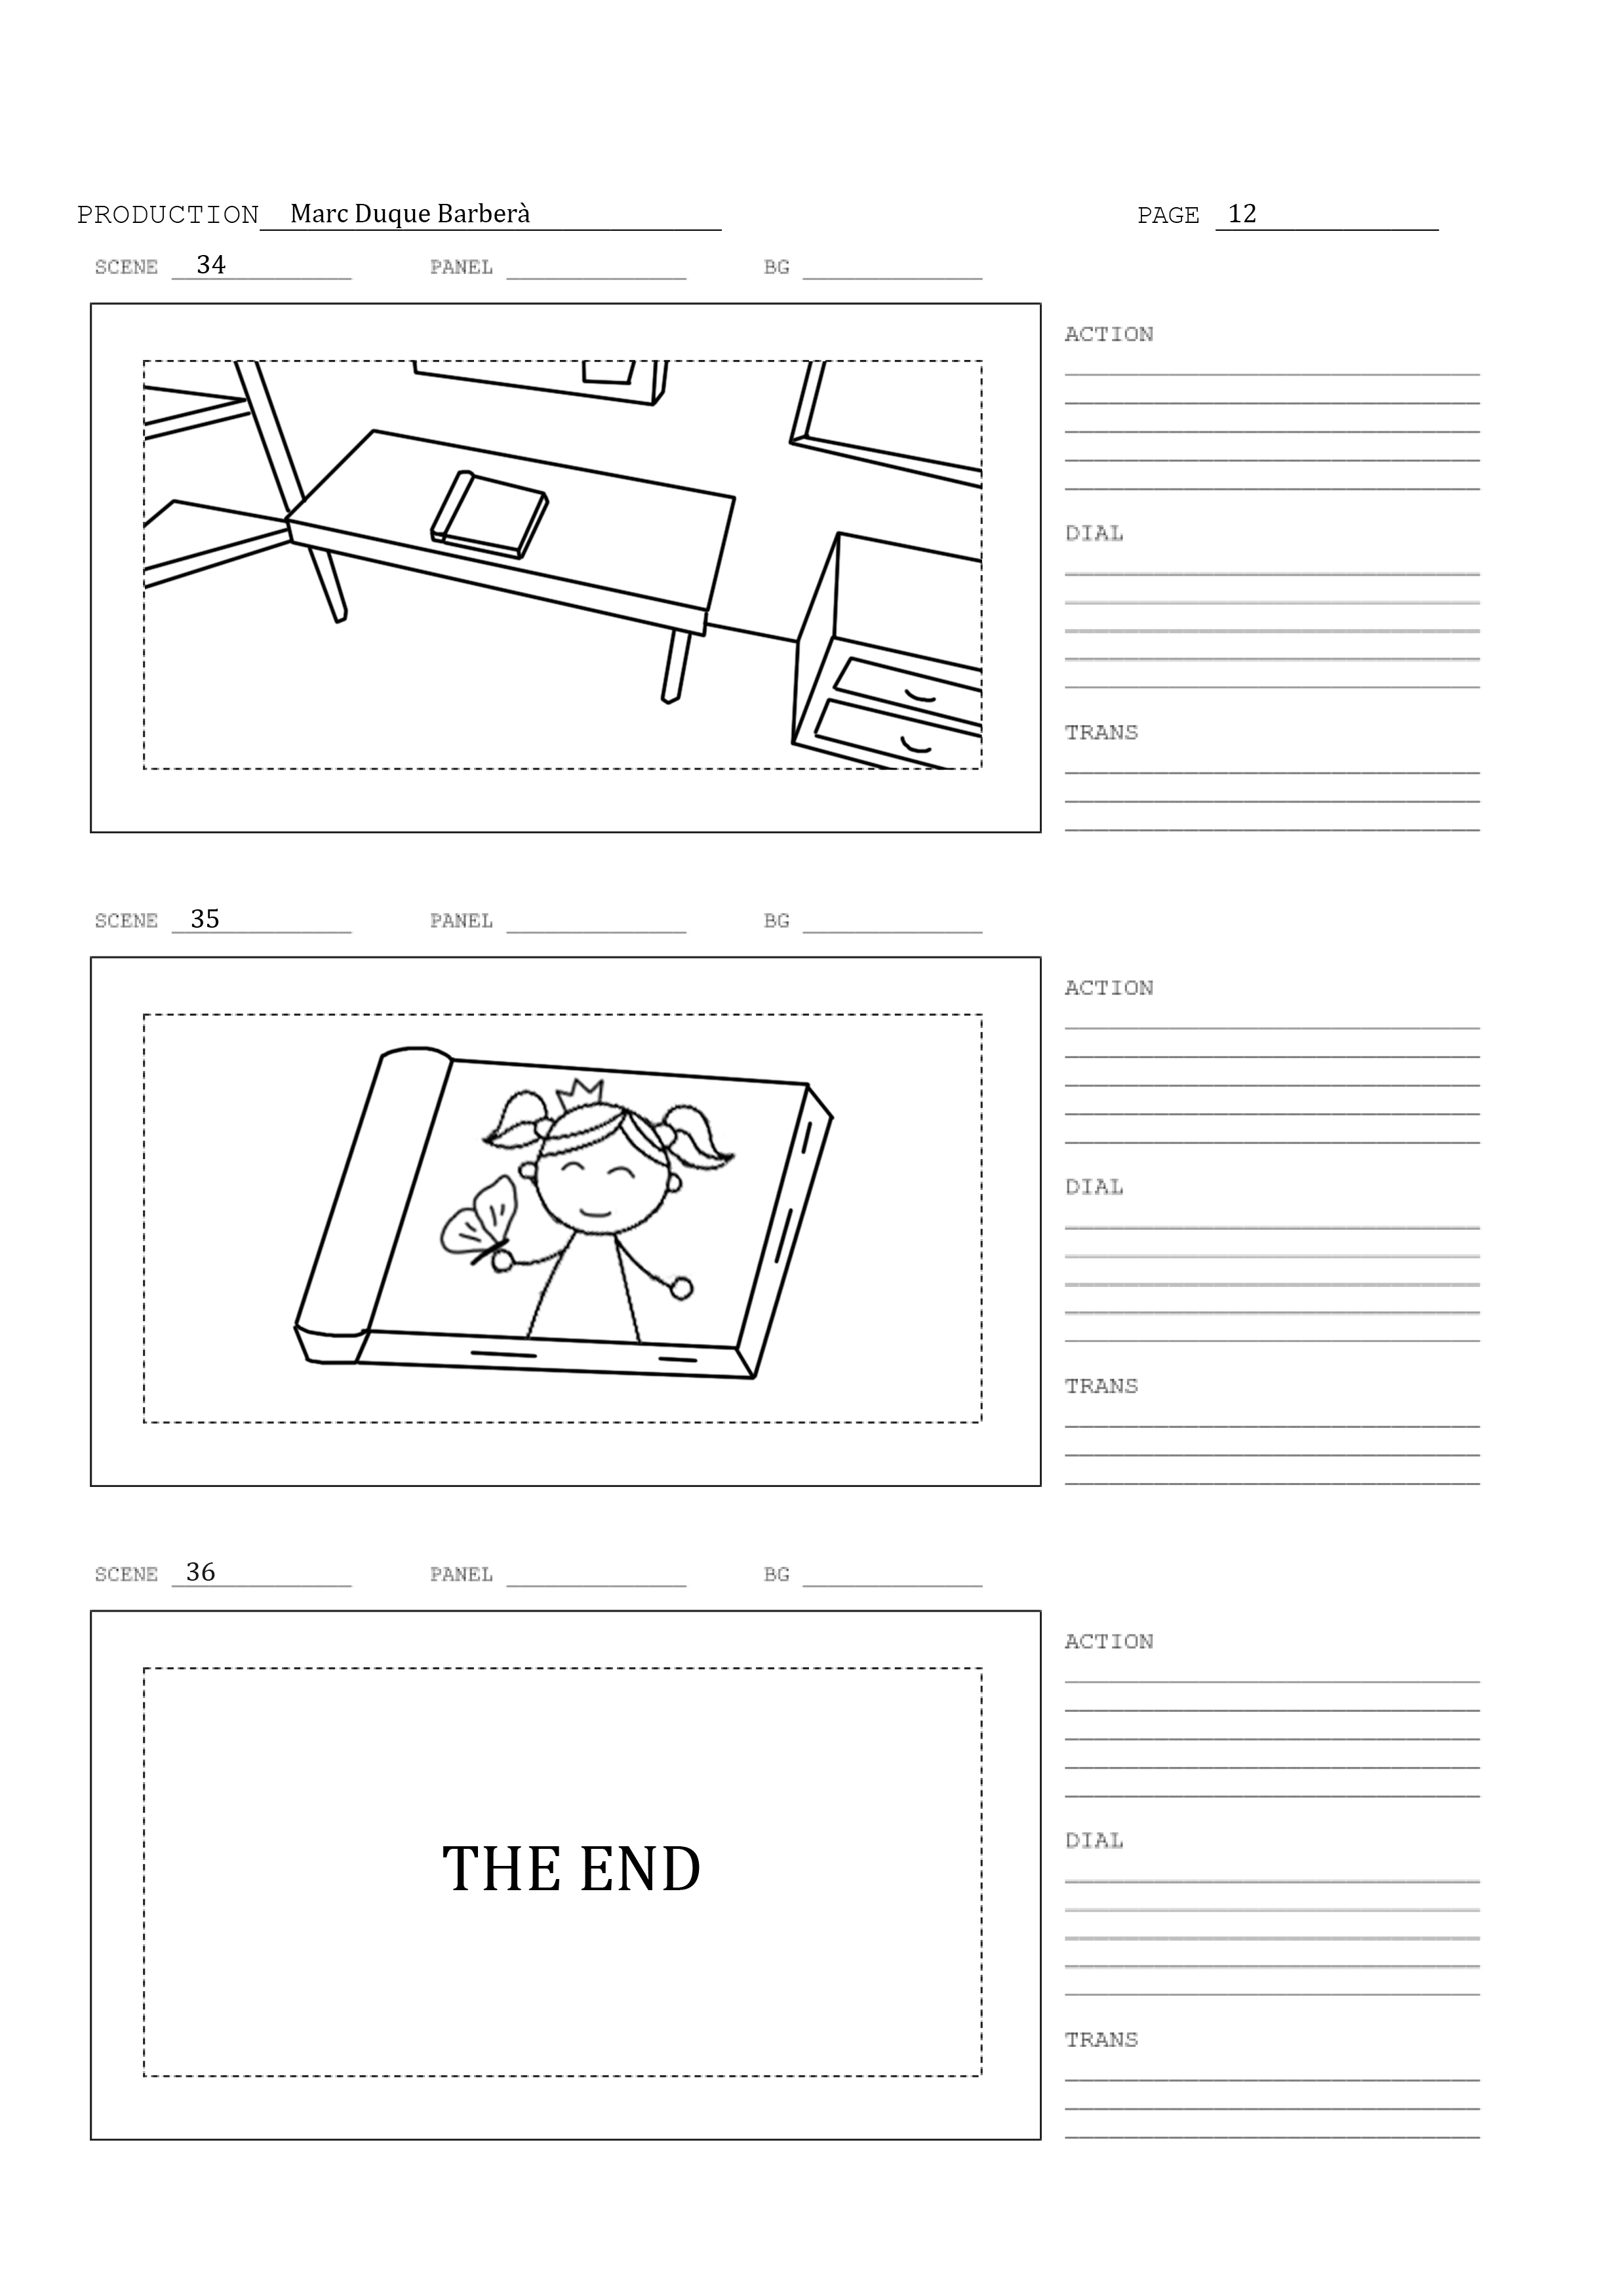 PRODUCTION Marc Duque Barberà PAGE 12
SCENE 34 PANEL BG
ACTION
DIAL
TRANS
SCENE 35 PANEL BG
ACTION
DIAL
TRANS
SCENE 36 PANEL BG
ACTION
THE END
DIAL
TRANS